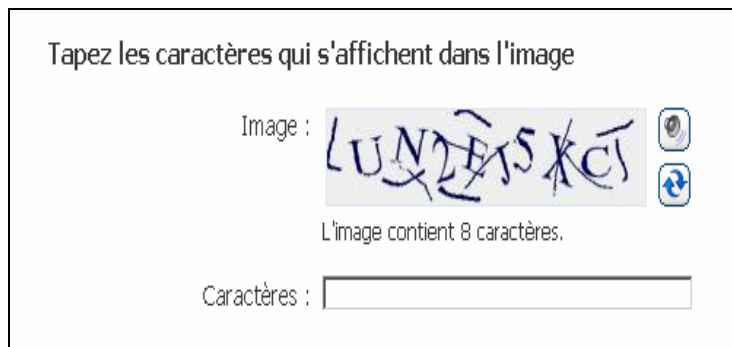 Tapez les caractères qui s'affichent dans l'image
Image :
L'image contient 8 caractères.
Caractères :